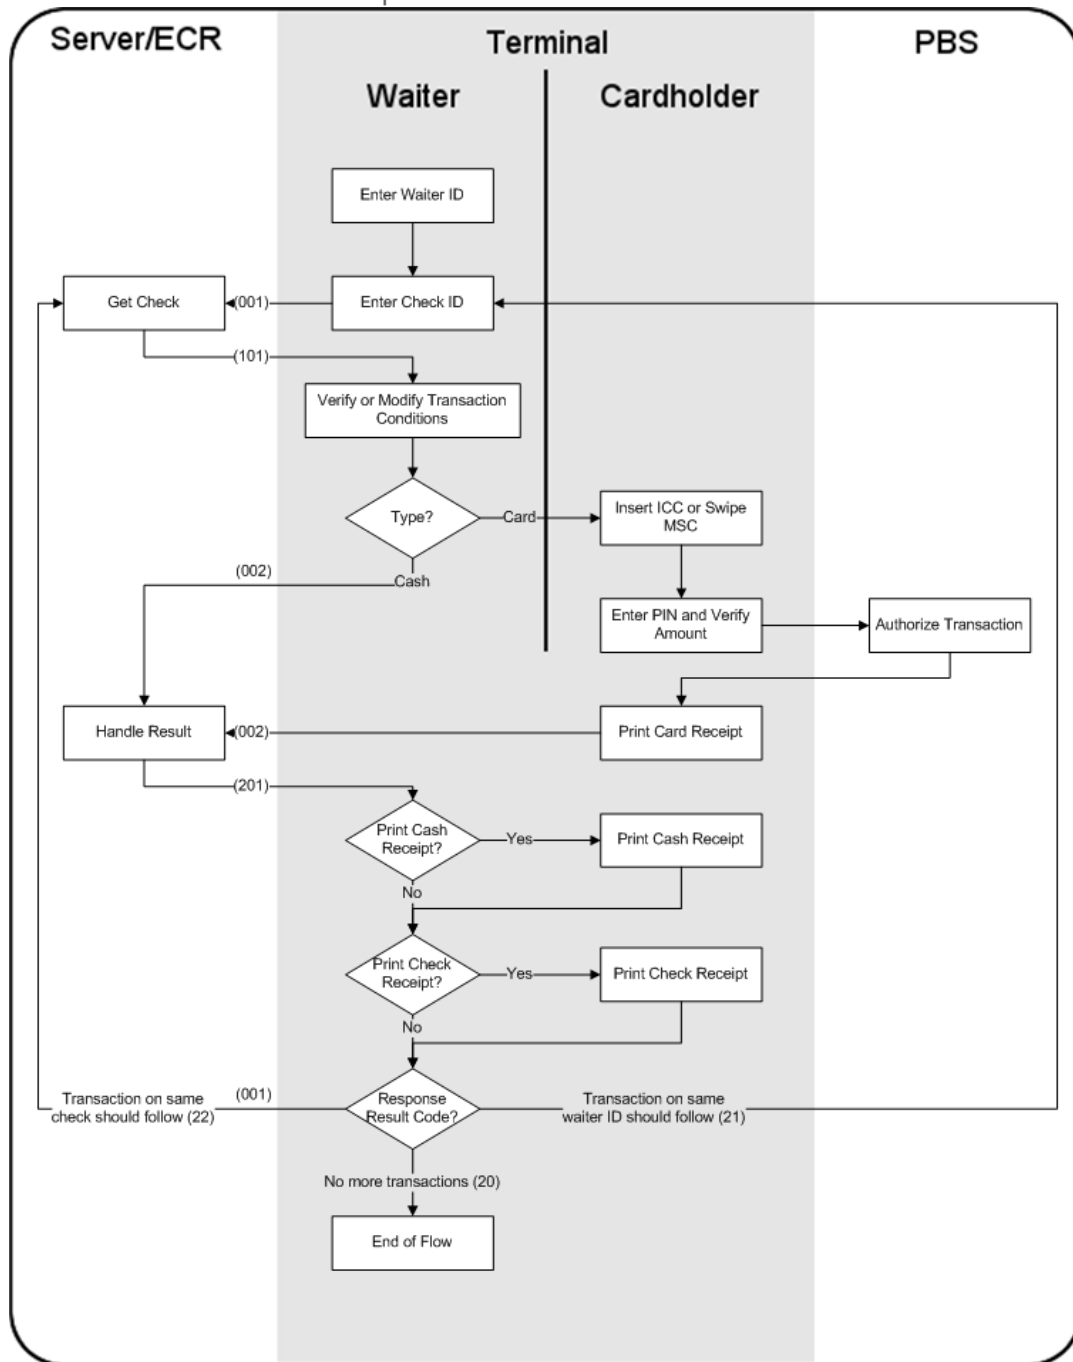 Server/ECR
Terminal
PBS
Waiter
Cardholder
Enter Waiter ID
Get Check
(001)
Enter Check ID
(101)
Verify or Modify Transaction
Conditions
Type?
Card
Insert ICC or Swipe
MSC
(002)
Cash
Enter PIN and Verify
Amount
Authorize Transaction
Handle Result
(002)
Print Card Receipt
(201)
Print Cash
Receipt?
Yes
Print Cash Receipt
No
Print Check
Receipt?
Yes
Print Check Receipt
No
Transaction on same
check should follow (22)
(001)
Response
Result Code?
Transaction on same
waiter ID should follow (21)
No more transactions (20)
End of Flow